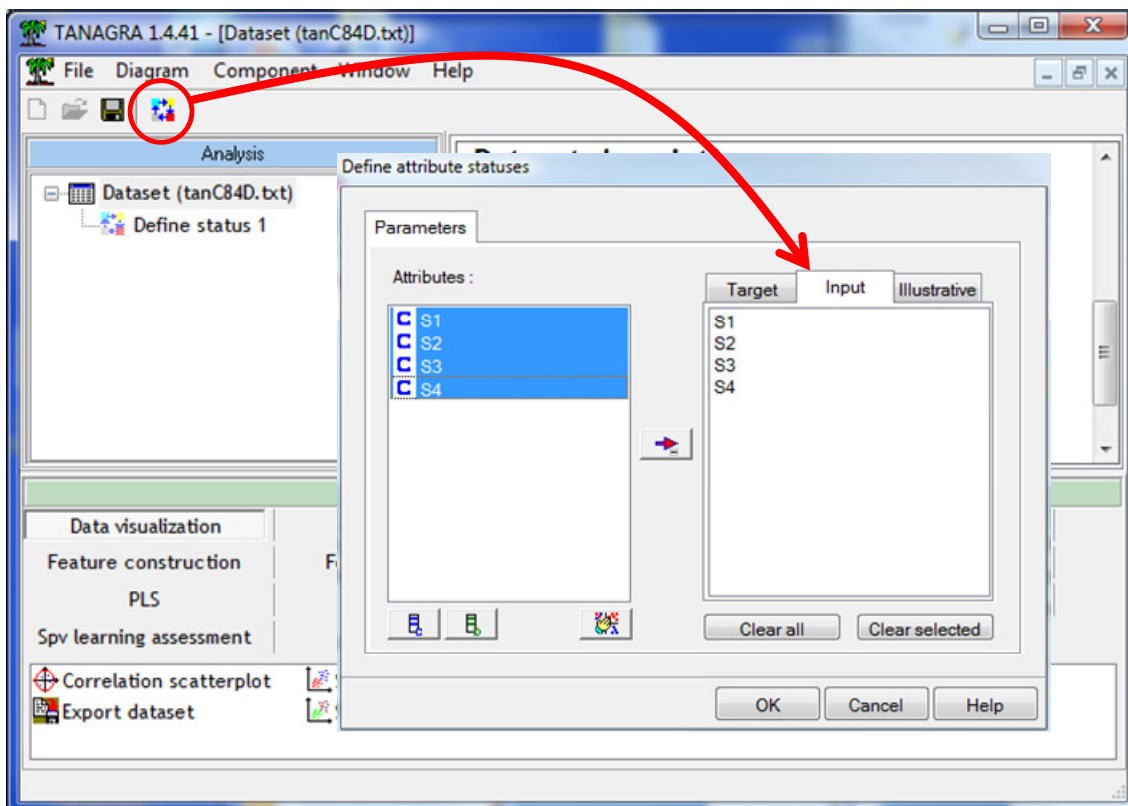 TANAGRA 1.4.41 - [Dataset (tanC84D.txt)]
File Diagram Component Window Help
Analysis
Dataset (tanC84D.txt)
Define status 1
Define attribute statuses
Parameters
Attributes :
S1
S2
S3
S4
Target Input Illustrative
S1
S2
S3
S4
Clear all Clear selected
OK Cancel Help
Data visualization
Feature construction
PLS
Spv learning assessment
Correlation scatterplot
Export dataset